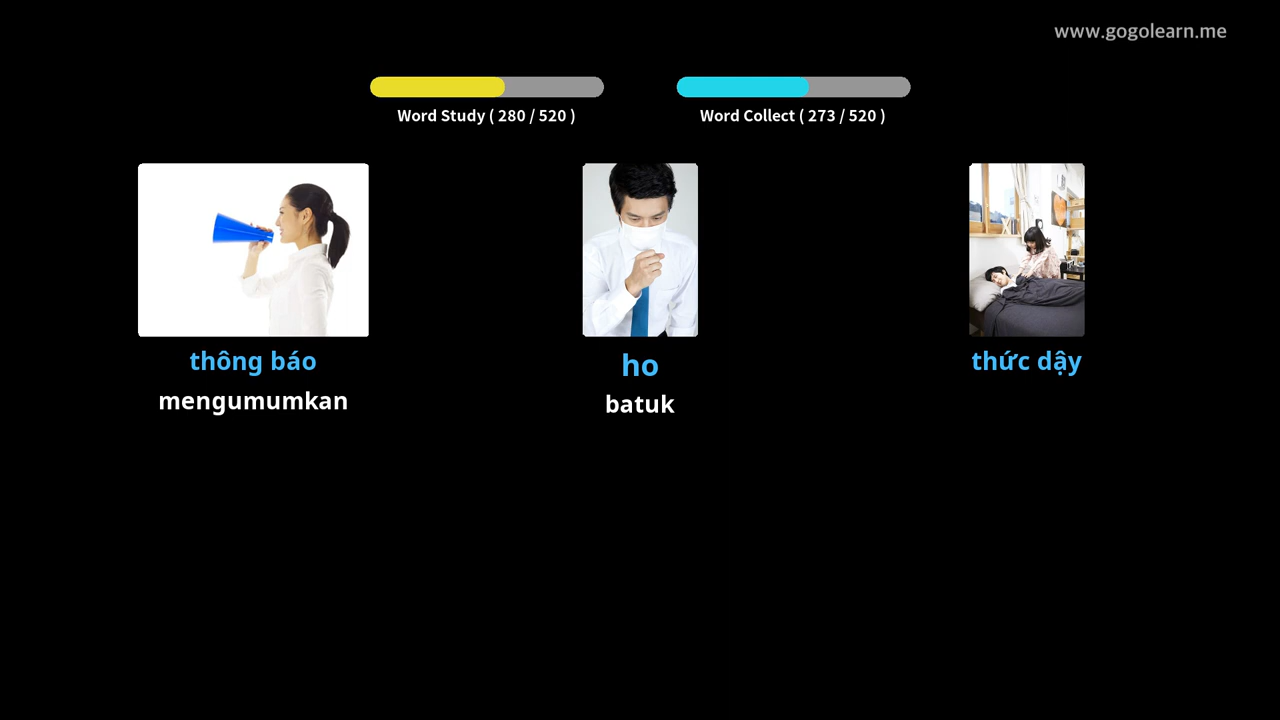 www.gogolearn.me
Word Study ( 280 / 520 )
Word Collect ( 273 / 520 )
thông báo
mengumumkan
ho
batuk
thức dậy